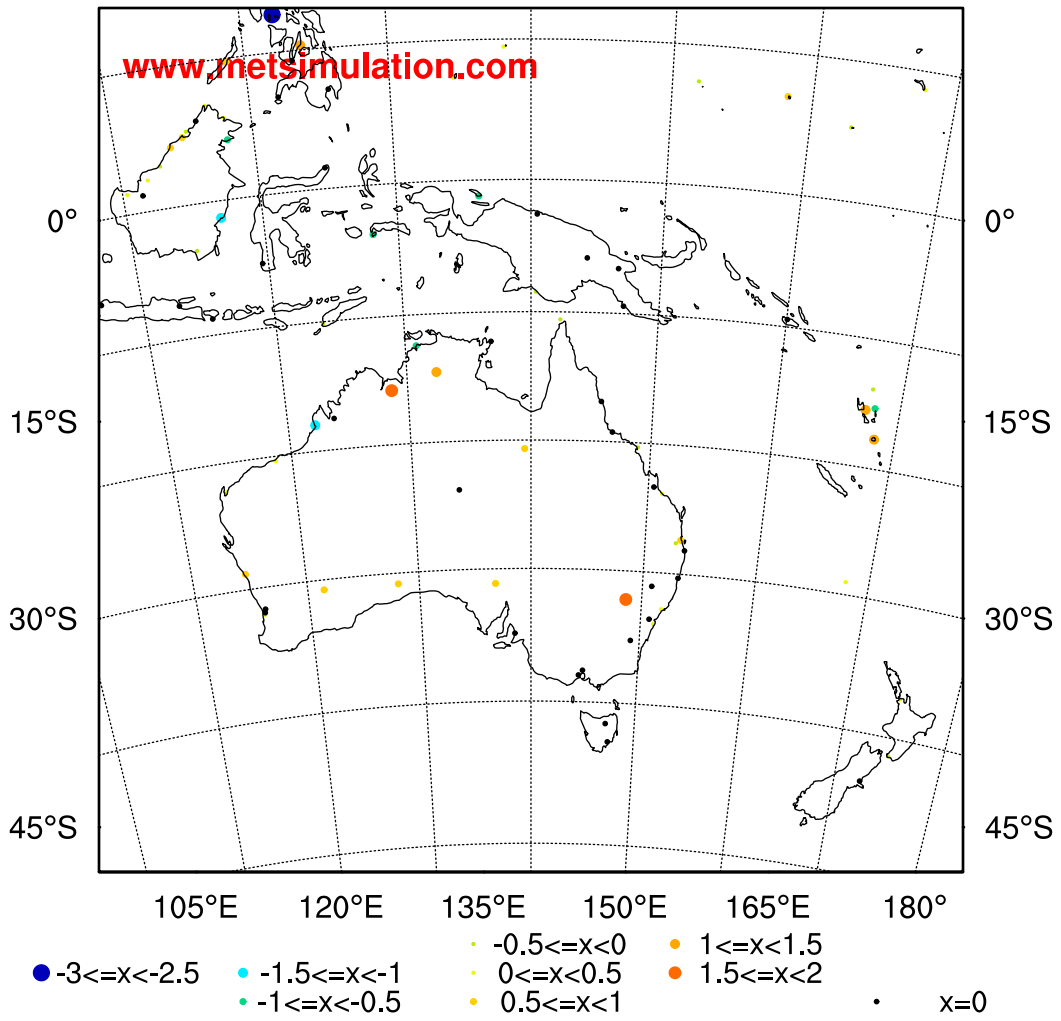 www.metsimulation.com
0° 0°
15°S 15°S
30°S 30°S
45°S 45°S
105°E 120°E 135°E 150°E 165°E 180°
-0.5<=x<0 1<=x<1.5
-3<=x<-2.5 -1.5<=x<-1 0<=x<0.5 1.5<=x<2
-1<=x<-0.5 0.5<=x<1 x=0